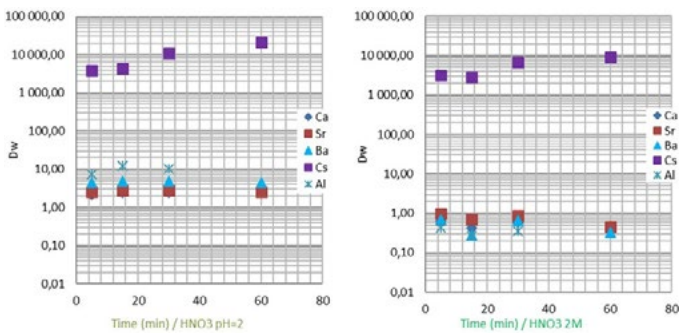 100 000,00
10 000,00
1 000,00
100,00
10,00
1,00
0,10
0,01
Dw
0 20 40 60 80
Time (min) / HNO3 pH=2
Ca
Sr
Ba
Cs
Al
100 000,00
10 000,00
1 000,00
100,00
10,00
1,00
0,10
0,01
Dw
0 20 40 60 80
Time (min) / HNO3 2M
Ca
Sr
Ba
Cs
Al